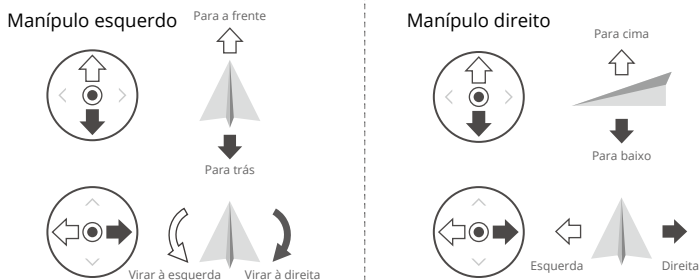 Manípulo esquerdo
Para a frente
Para trás
Virar à esquerda
Virar à direita
Manípulo direito
Para cima
Para baixo
Esquerda
Direita